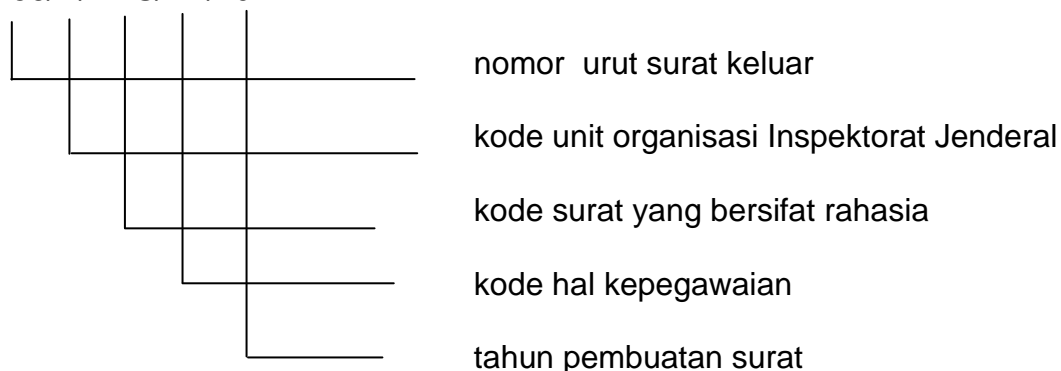 nomor urut surat keluar
kode unit organisasi Inspektorat Jenderal
kode surat yang bersifat rahasia
kode hal kepegawaian
tahun pembuatan surat